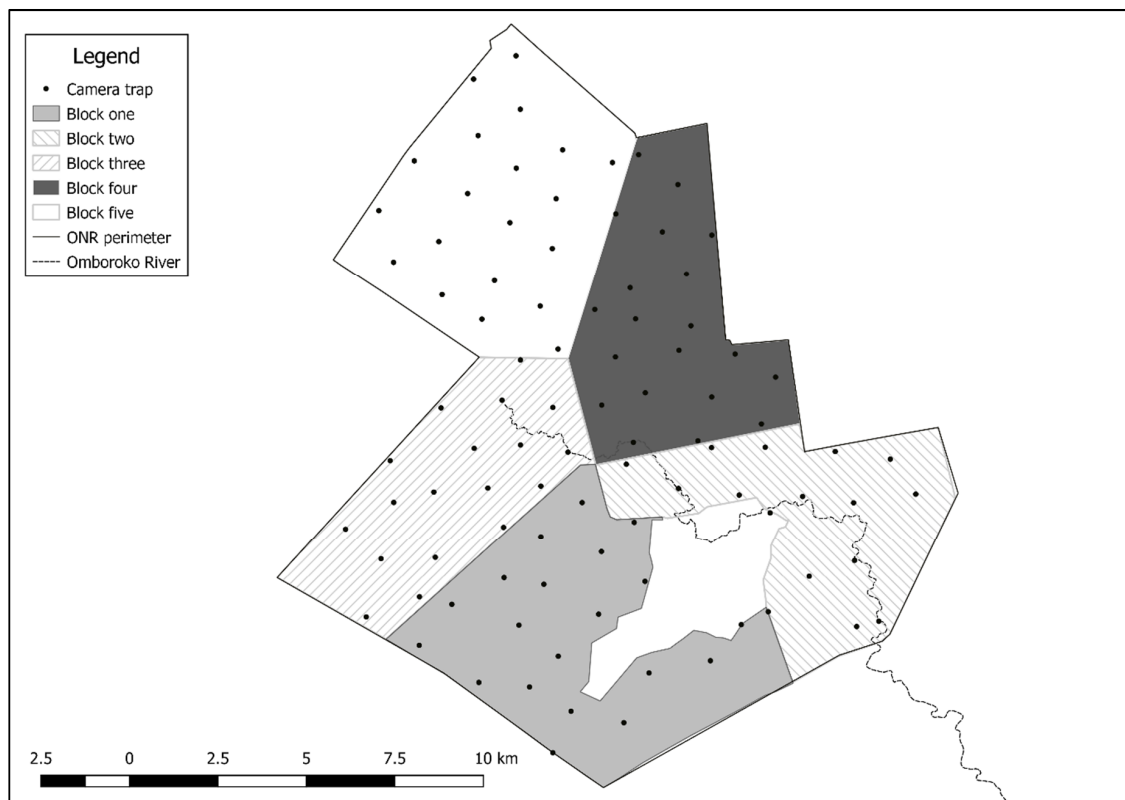 Legend
Camera trap
Block one
Block two
Block three
Block four
Block five
ONR perimeter
Omboroko River
2.5 0 2.5 5 7.5 10 km